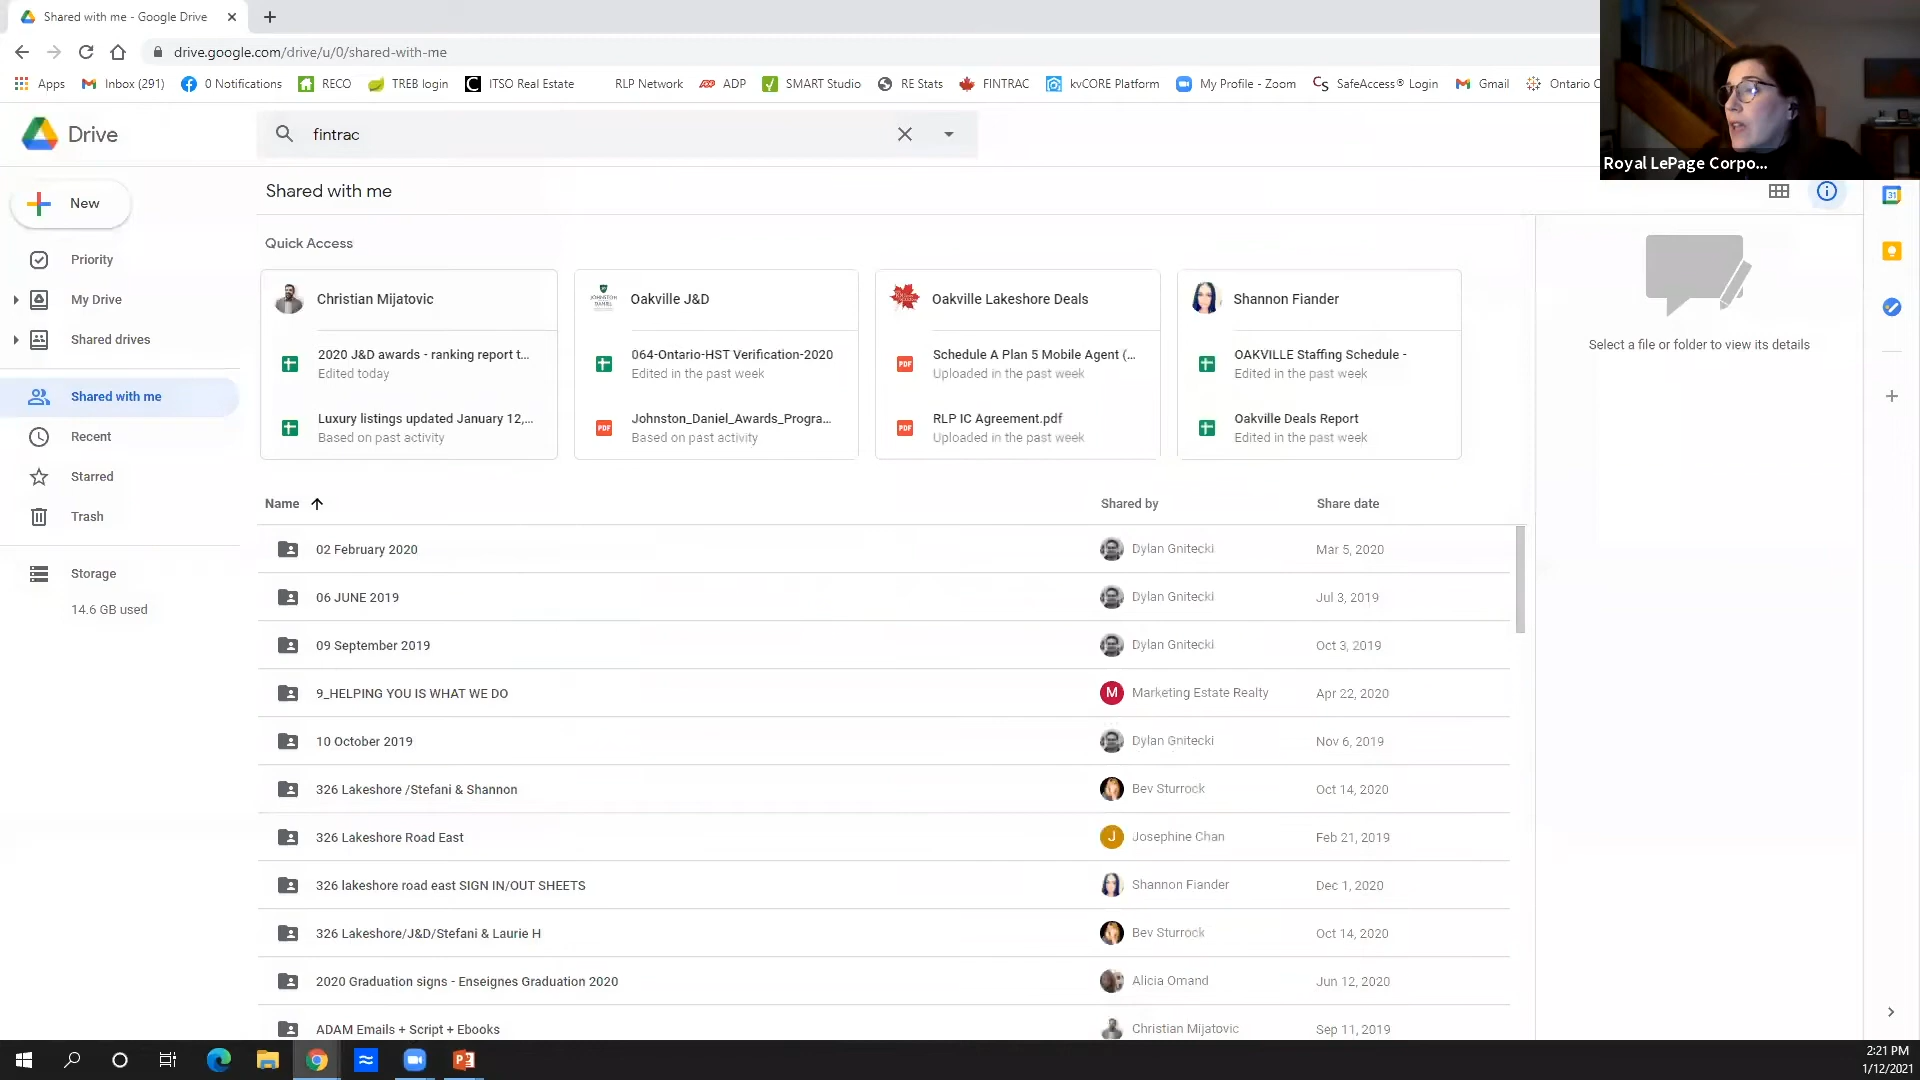 Shared with me - Google Drive
drive.google.com/drive/u/0/shared-with-me
Apps Inbox (291) 0 Notifications RECO TREB login ITSO Real Estate RLP Network ADP SMART Studio RE Stats FINTRAC kvCORE Platform My Profile - Zoom SafeAccess® Login Gmail Ontario C
Royal LePage Corpo...
Drive
fintrac
New
Priority
My Drive
Shared drives
Shared with me
Recent
Starred
Trash
Storage
14.6 GB used
Shared with me
Quick Access
Christian Mijatovic
2020 J&D awards - ranking report t...
Edited today
Luxury listings updated January 12,...
Based on past activity
JOHNSTON
DANIEL
Oakville J&D
064-Ontario-HST Verification-2020
Edited in the past week
Johnston_Daniel_Awards_Progra...
Based on past activity
Oakville Lakeshore Deals
Schedule A Plan 5 Mobile Agent (...
Uploaded in the past week
RLP IC Agreement.pdf
Uploaded in the past week
Shannon Fiander
OAKVILLE Staffing Schedule -
Edited in the past week
Oakville Deals Report
Edited in the past week
PDF
PDF
PDF
Name Shared by Share date
02 February 2020 Dylan Gnitecki Mar 5, 2020
06 JUNE 2019 Dylan Gnitecki Jul 3, 2019
09 September 2019 Dylan Gnitecki Oct 3, 2019
9_HELPING YOU IS WHAT WE DO M Marketing Estate Realty Apr 22, 2020
10 October 2019 Dylan Gnitecki Nov 6, 2019
326 Lakeshore /Stefani & Shannon Bev Sturrock Oct 14, 2020
326 Lakeshore Road East J Josephine Chan Feb 21, 2019
326 lakeshore road east SIGN IN/OUT SHEETS Shannon Fiander Dec 1, 2020
326 Lakeshore/J&D/Stefani & Laurie H Bev Sturrock Oct 14, 2020
2020 Graduation signs - Enseignes Graduation 2020 Alicia Omand Jun 12, 2020
ADAM Emails + Script + Ebooks Christian Mijatovic Sep 11, 2019
Select a file or folder to view its details
31
2:21 PM
1/12/2021